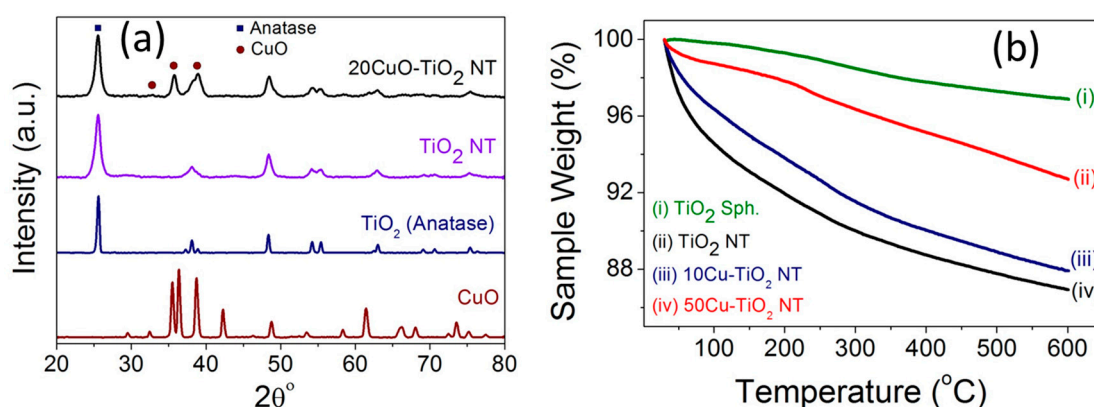 (a)
Anatase
CuO
20CuO-TiO₂ NT
TiO₂ NT
TiO₂ (Anatase)
CuO
Intensity (a.u.)
20 30 40 50 60 70 80
2θ°
(b)
100
96
92
88
Sample Weight (%)
(i)
(ii)
(iii)
(iv
(i) TiO₂ Sph.
(ii) TiO₂ NT
(iii) 10Cu-TiO₂ NT
(iv) 50Cu-TiO₂ NT
100 200 300 400 500 600
Temperature (°C)